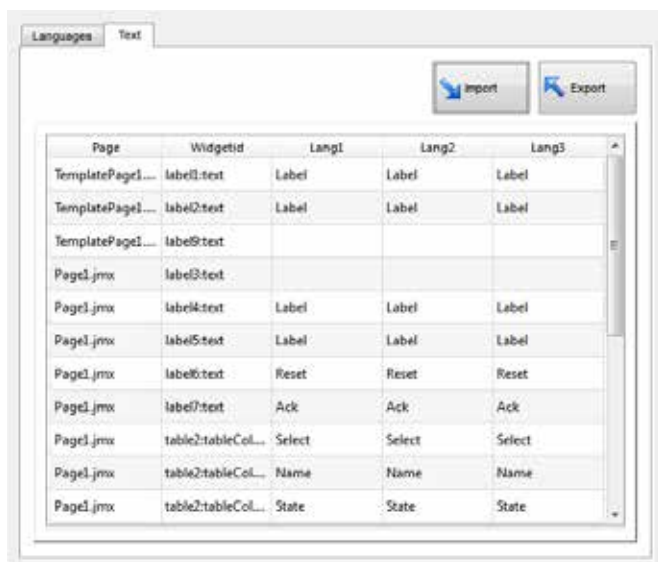 Languages Text
Import Export
Page Widgetid Lang1 Lang2 Lang3
TemplatePage1.... label1:text Label Label Label
TemplatePage1.... label2:text Label Label Label
TemplatePage1.... label9:text
Page1.jmx label3:text
Page1.jmx label4:text Label Label Label
Page1.jmx label5:text Label Label Label
Page1.jmx label6:text Reset Reset Reset
Page1.jmx label7:text Ack Ack Ack
Page1.jmx table2:tableCol... Select Select Select
Page1.jmx table2:tableCol... Name Name Name
Page1.jmx table2:tableCol... State State State